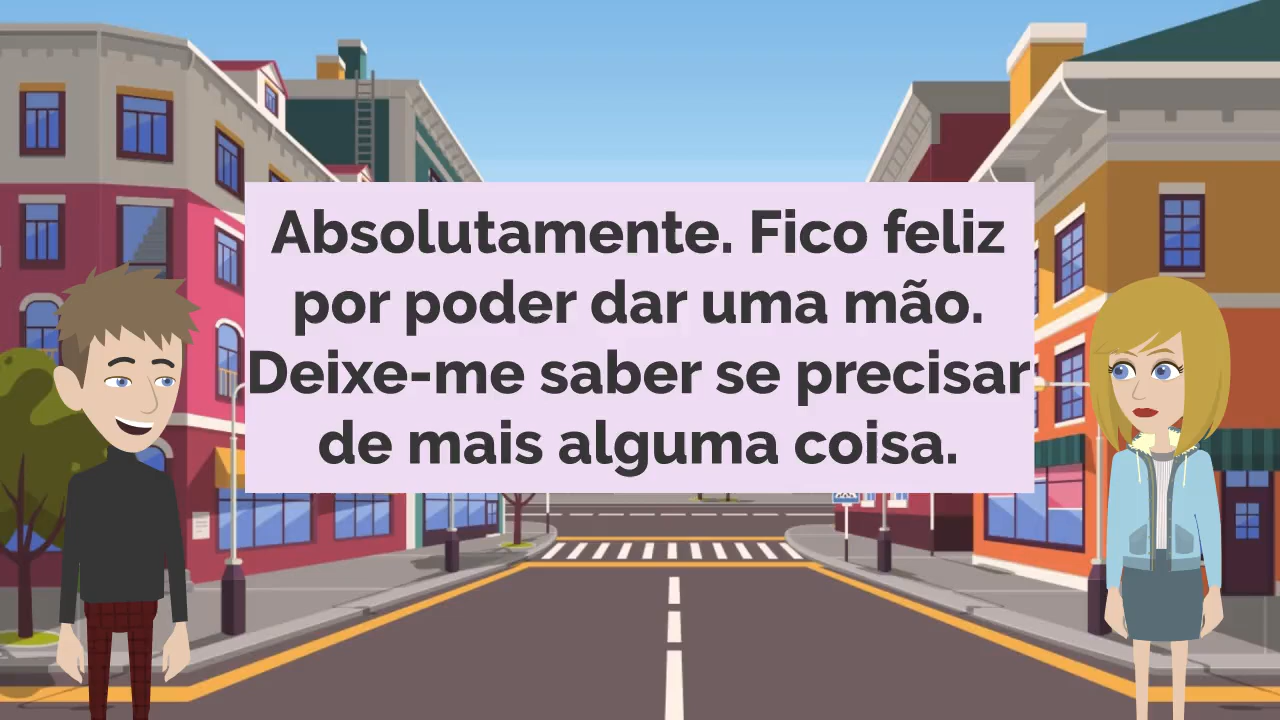 Absolutamente. Fico feliz
por poder dar uma mão.
Deixe-me saber se precisar
de mais alguma coisa.